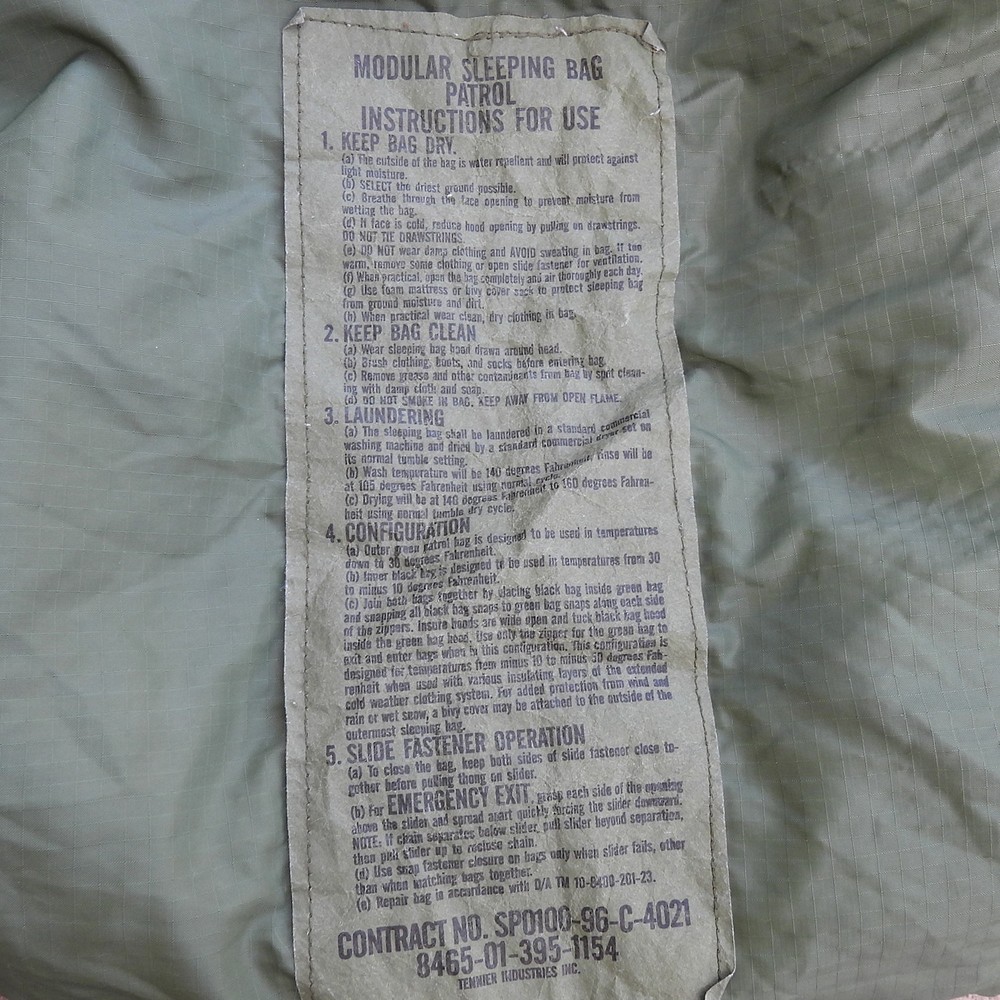 MODULAR SLEEPING BAG
PATROL
INSTRUCTIONS FOR USE
1. KEEP BAG DRY.
(a) The outside of the bag is water repellent and will protect against
light moisture.
(b) SELECT the driest ground possible.
(c) Breathe through the face opening to prevent moisture from
wetting the bag.
(d) If face is cold, reduce hood opening by pulling on drawstrings.
DO NOT TIE DRAWSTRINGS.
(e) DO NOT wear damp clothing and AVOID sweating in bag. If too
warm, remove some clothing or open slide fastener for ventilation.
(f) When practical, open the bag completely and air thoroughly each day.
(g) Use foam mattress or bivy cover sack to protect sleeping bag
from ground moisture and dirt.
(h) When practical wear clean, dry clothing in bag.
2. KEEP BAG CLEAN
(a) Wear sleeping bag hood drawn around head.
(b) Brush clothing, boots, and socks before entering bag.
(c) Remove grease and other contaminants from bag by spot clean-
ing with damp cloth and soap.
(d) DO NOT SMOKE IN BAG. KEEP AWAY FROM OPEN FLAME.
3. LAUNDERING
(a) The sleeping bag shall be laundered in a standard commercial
washing machine and dried by a standard commercial dryer set on
its normal tumble setting.
(b) Wash temperature will be 140 degrees Fahrenheit, rinse will be
at 105 degrees Fahrenheit using normal cycle.
(c) Drying will be at 140 degrees Fahrenheit to 160 degrees Fahren-
heit using normal tumble dry cycle.
4. CONFIGURATION
(a) Outer green patrol bag is designed to be used in temperatures
down to 30 degrees Fahrenheit.
(b) Inner black bag is designed to be used in temperatures from 30
to minus 10 degrees Fahrenheit.
(c) Join both bags together by placing black bag inside green bag
and snapping all black bag snaps to green bag snaps along each side
of the zippers. Insure hoods are wide open and tuck black bag hood
inside the green bag hood. Use only the zipper for the green bag to
exit and enter bags when in this configuration. This configuration is
designed for temperatures from minus 10 to minus 50 degrees Fah-
renheit when used with various insulating layers of the extended
cold weather clothing system. For added protection from wind and
rain or wet snow, a bivy cover may be attached to the outside of the
outermost sleeping bag.
5. SLIDE FASTENER OPERATION
(a) To close the bag, keep both sides of slide fastener close to-
gether before pulling thong on slider.
(b) For EMERGENCY EXIT, grasp each side of the opening
above the slider and spread apart quickly forcing the slider downward.
NOTE: If chain separates below slider, pull slider beyond separation,
then pull slider up to reclose chain.
(d) Use snap fastener closure on bags only when slider fails, other
than when matching bags together.
(e) Repair bag in accordance with D/A TM 10-8400-201-23.
CONTRACT NO. SPO100-96-C-4021
8465-01-395-1154
TENNIER INDUSTRIES INC.